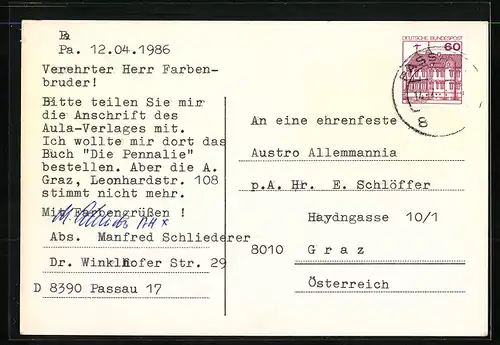 Pa
Pa. 12.04.1986
Verehrter Herr Farben-
bruder!
Bitte teilen Sie mir
die Anschrift des
Aula-Verlages mit.
Ich wollte mir dort das
Buch "Die Pennalie"
bestellen. Aber die A.
Graz, Leonhardstr. 108
stimmt nicht mehr.
Mit Farbengrüßen !
AH x
Abs. Manfred Schliederer
Dr. Winklhofer Str. 29
D 8390 Passau 17
DEUTSCHE BUNDESPOST
60
PASS
8
An eine ehrenfeste
Austro Allemmannia
p.A. Hr. E. Schlöffer
Haydngasse 10/1
8010 Graz
Österreich